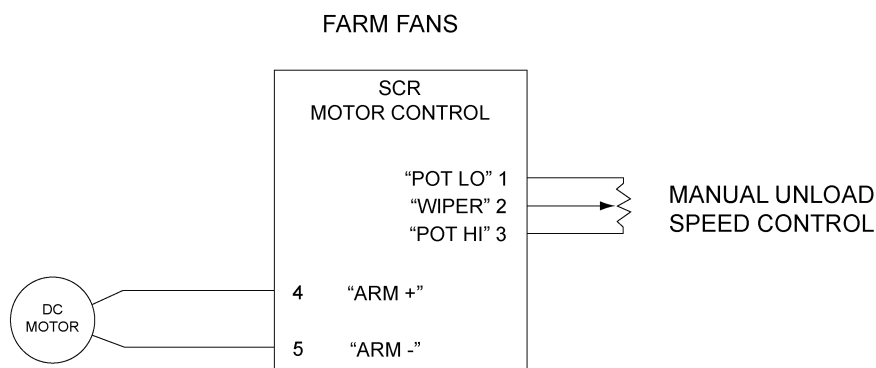 FARM FANS
SCR
MOTOR CONTROL
“POT LO” 1
“WIPER” 2
“POT HI” 3
MANUAL UNLOAD
SPEED CONTROL
4 “ARM +”
DC
MOTOR
5 “ARM -”